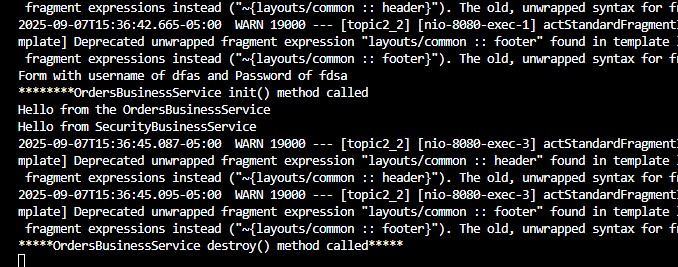 fragment expressions instead ("~{layouts/common :: header}"). The old, unwrapped syntax for fr
2025-09-07T15:36:42.665-05:00  WARN 19000 --- [topic2_2] [nio-8080-exec-1] actStandardFragmentI
mplate] Deprecated unwrapped fragment expression "layouts/common :: footer" found in template
fragment expressions instead ("~{layouts/common :: footer}"). The old, unwrapped syntax for fr
Form with username of dfas and Password of fdsa
********OrdersBusinessService init() method called
Hello from the OrdersBusinessService
Hello from SecurityBusinessService
2025-09-07T15:36:45.087-05:00  WARN 19000 --- [topic2_2] [nio-8080-exec-3] actStandardFragmentI
mplate] Deprecated unwrapped fragment expression "layouts/common :: header" found in template
fragment expressions instead ("~{layouts/common :: header}"). The old, unwrapped syntax for fr
2025-09-07T15:36:45.095-05:00  WARN 19000 --- [topic2_2] [nio-8080-exec-3] actStandardFragmentI
mplate] Deprecated unwrapped fragment expression "layouts/common :: footer" found in template
fragment expressions instead ("~{layouts/common :: footer}"). The old, unwrapped syntax for fr
*****OrdersBusinessService destroy() method called*****